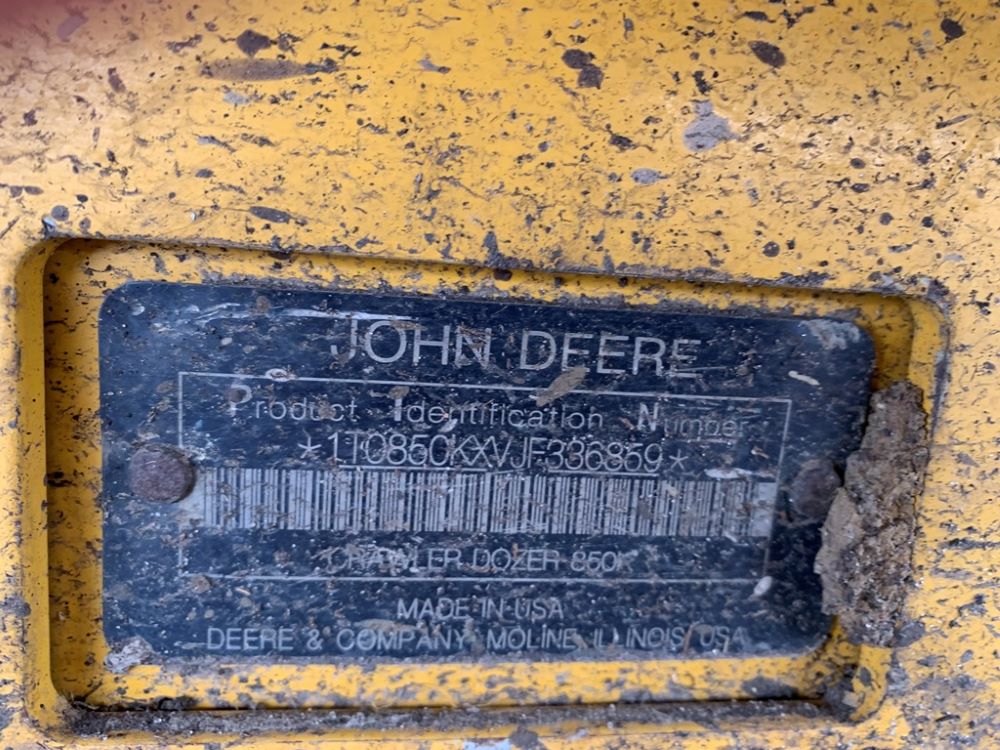 JOHN DEERE
Product Identification Number
*1T0850KXVJF336859*
CRAWLER DOZER 850K
MADE IN USA
DEERE & COMPANY MOLINE, ILLINOIS, USA